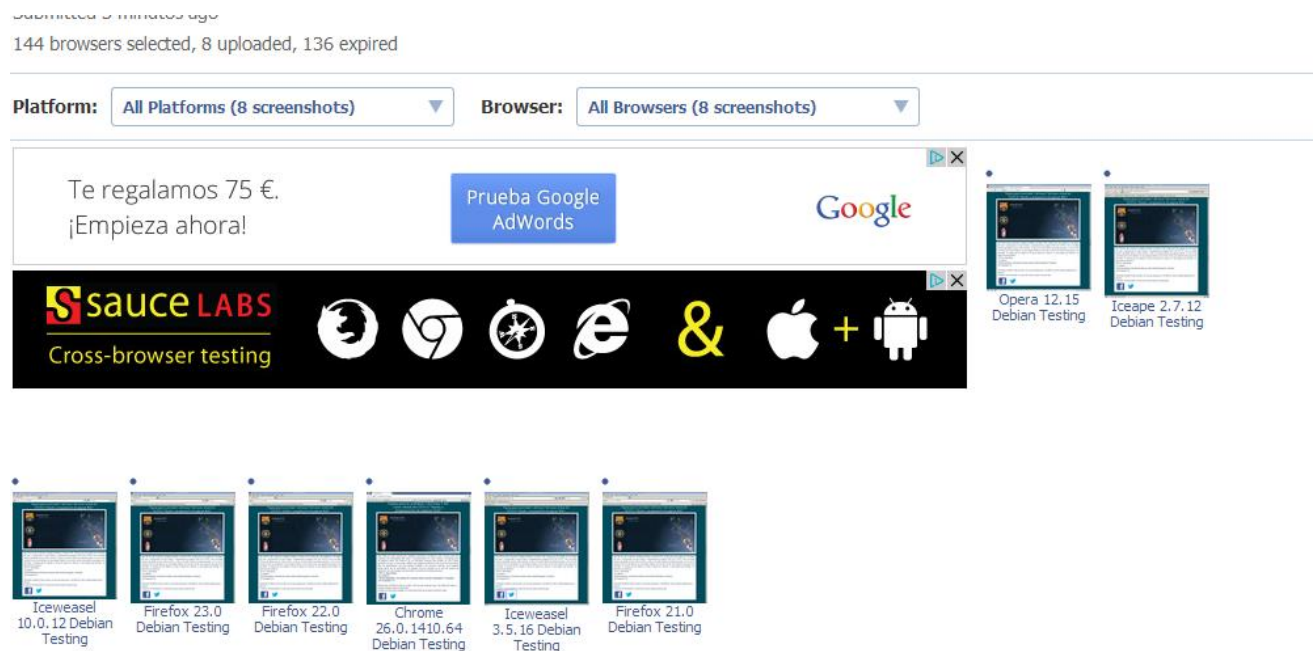 Submitted 5 minutos ago
144 browsers selected, 8 uploaded, 136 expired
Platform: All Platforms (8 screenshots) Browser: All Browsers (8 screenshots)
Te regalamos 75 €.
¡Empieza ahora!
Prueba Google
AdWords
Google
S sauce LABS
Cross-browser testing
&
+
Opera 12.15
Debian Testing
Iceape 2.7.12
Debian Testing
Iceweasel
10.0.12 Debian
Testing
Firefox 23.0
Debian Testing
Firefox 22.0
Debian Testing
Chrome
26.0.1410.64
Debian Testing
Iceweasel
3.5.16 Debian
Testing
Firefox 21.0
Debian Testing